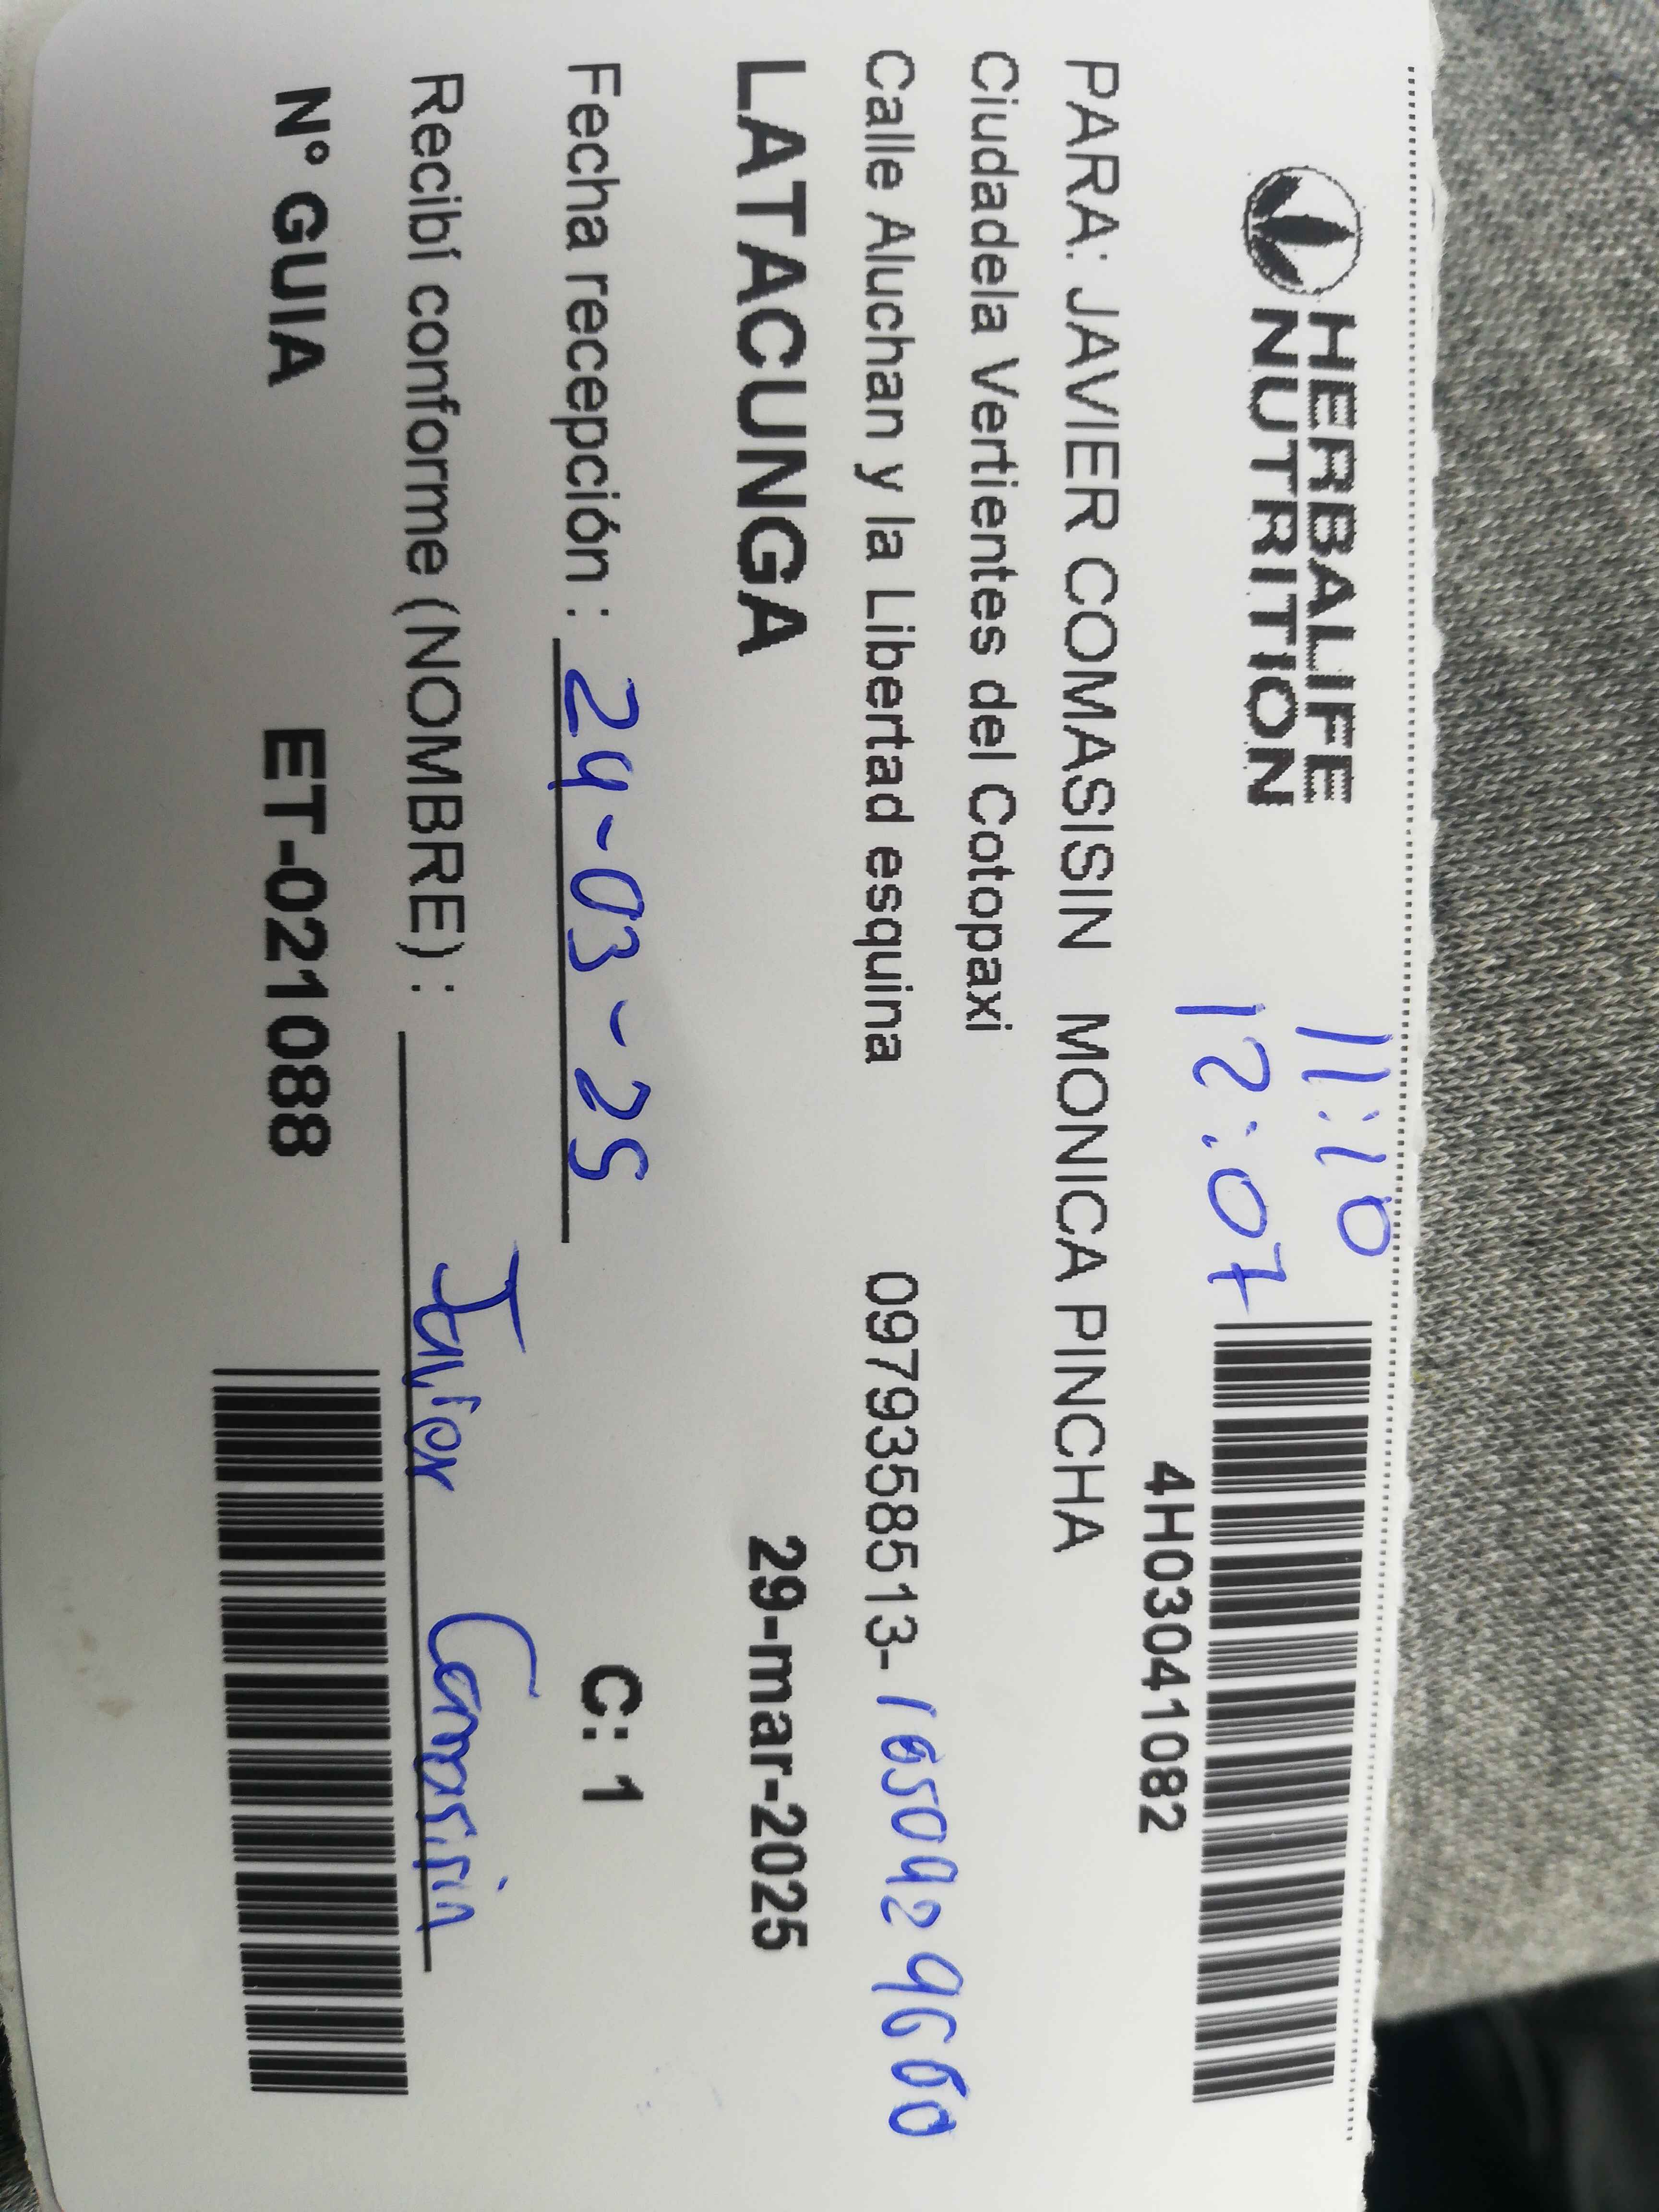 HERBALIFE
NUTRITION
11:10
12:07
4H03041082
PARA: JAVIER COMASISIN MONICA PINCHA
Ciudadela Vertientes del Cotopaxi
Calle Aluchan y la Libertad esquina 0979358513-
LATACUNGA 29-mar-2025
Fecha recepción : 24-03-25 C: 1
Recibí conforme (NOMBRE) : Javier Comasin
N° GUIA ET-021088